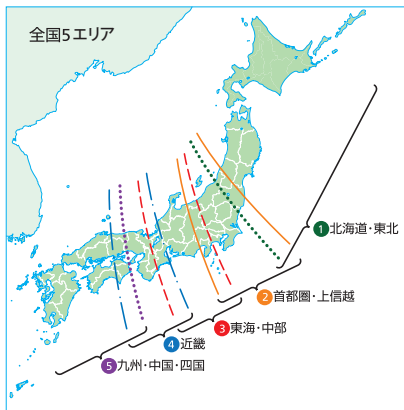 全国5エリア
1北海道・東北
2首都圏・上信越
3東海・中部
4近畿
5九州・中国・四国